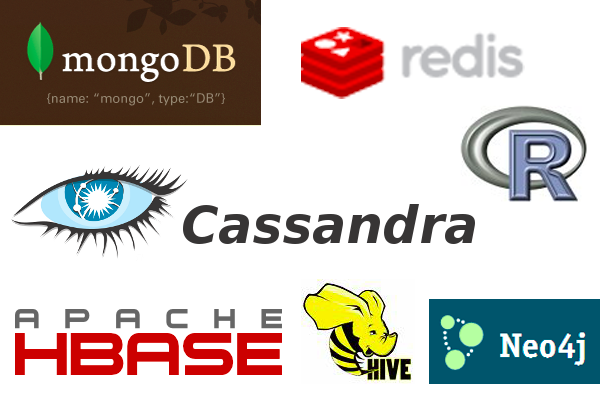 mongoDB
{name: “mongo”, type:“DB”}
redis
R
Cassandra
APACHE
HBASE
HIVE
Neo4j